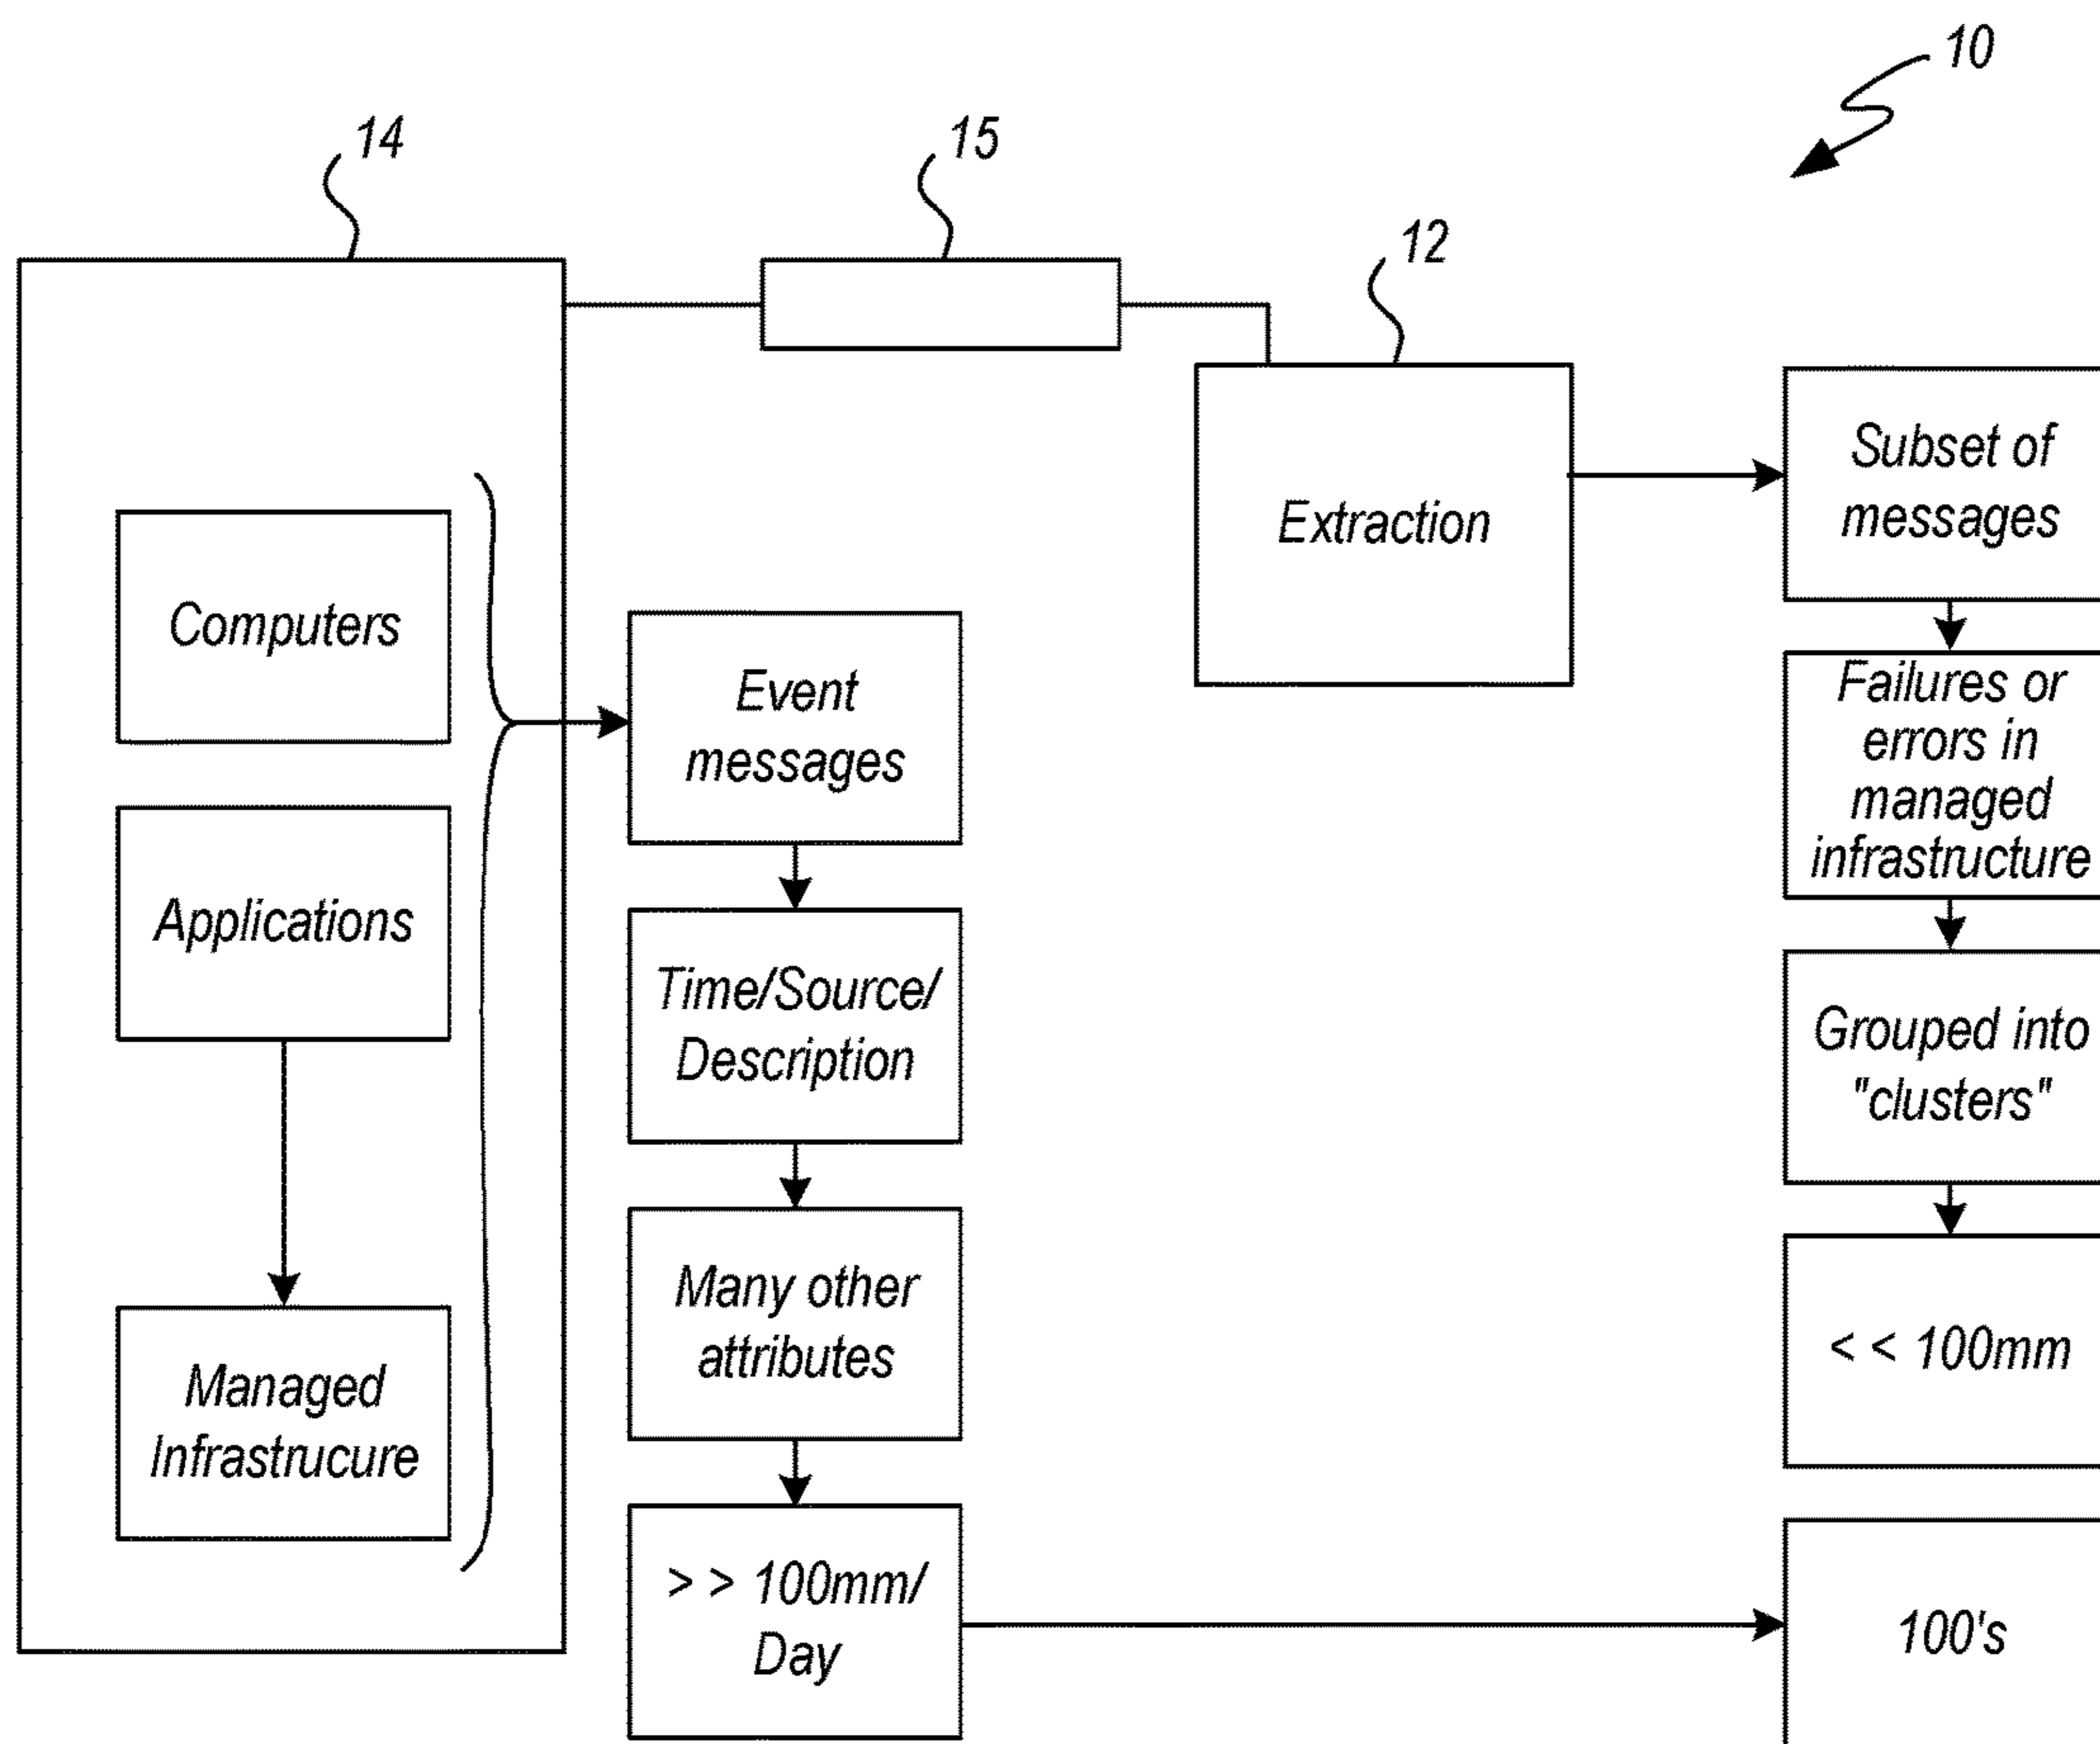 10
14
15
12
Computers
Applications
Managed
Infrastrucure
Event
messages
Time/Source/
Description
Many other
attributes
> > 100mm/
Day
Extraction
Subset of
messages
Failures or
errors in
managed
infrastructure
Grouped into
"clusters"
< < 100mm
100's